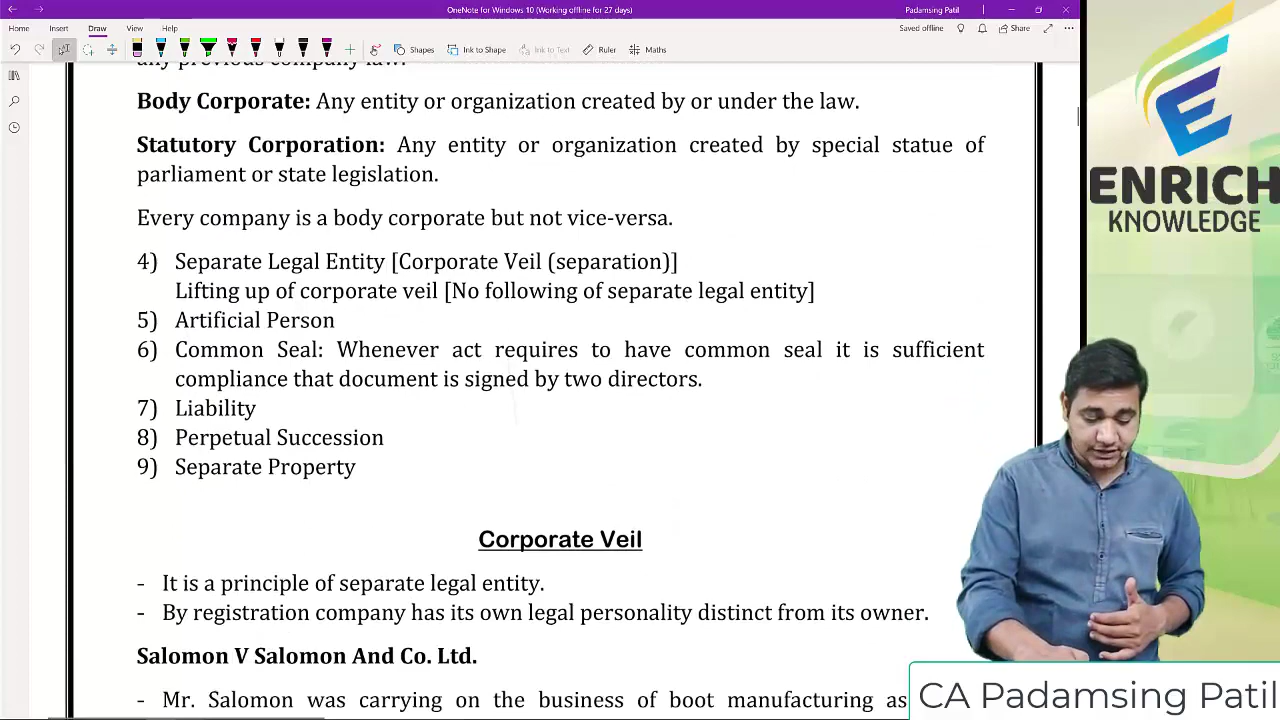 OneNote for Windows 10 (Working offline for 27 days)
Padamsing Patil
Home Insert Draw View Help
Saved offline
Share
Shapes
Ink to Shape
Ink to Text
Ruler
Maths
any previous company law.
Body Corporate: Any entity or organization created by or under the law.
Statutory Corporation: Any entity or organization created by special statue of
parliament or state legislation.
Every company is a body corporate but not vice-versa.
4) Separate Legal Entity [Corporate Veil (separation)]
Lifting up of corporate veil [No following of separate legal entity]
5) Artificial Person
6) Common Seal: Whenever act requires to have common seal it is sufficient
compliance that document is signed by two directors.
7) Liability
8) Perpetual Succession
9) Separate Property
Corporate Veil
- It is a principle of separate legal entity.
- By registration company has its own legal personality distinct from its owner.
Salomon V Salomon And Co. Ltd.
- Mr. Salomon was carrying on the business of boot manufacturing as
ENRICH
KNOWLEDGE
CA Padamsing Patil